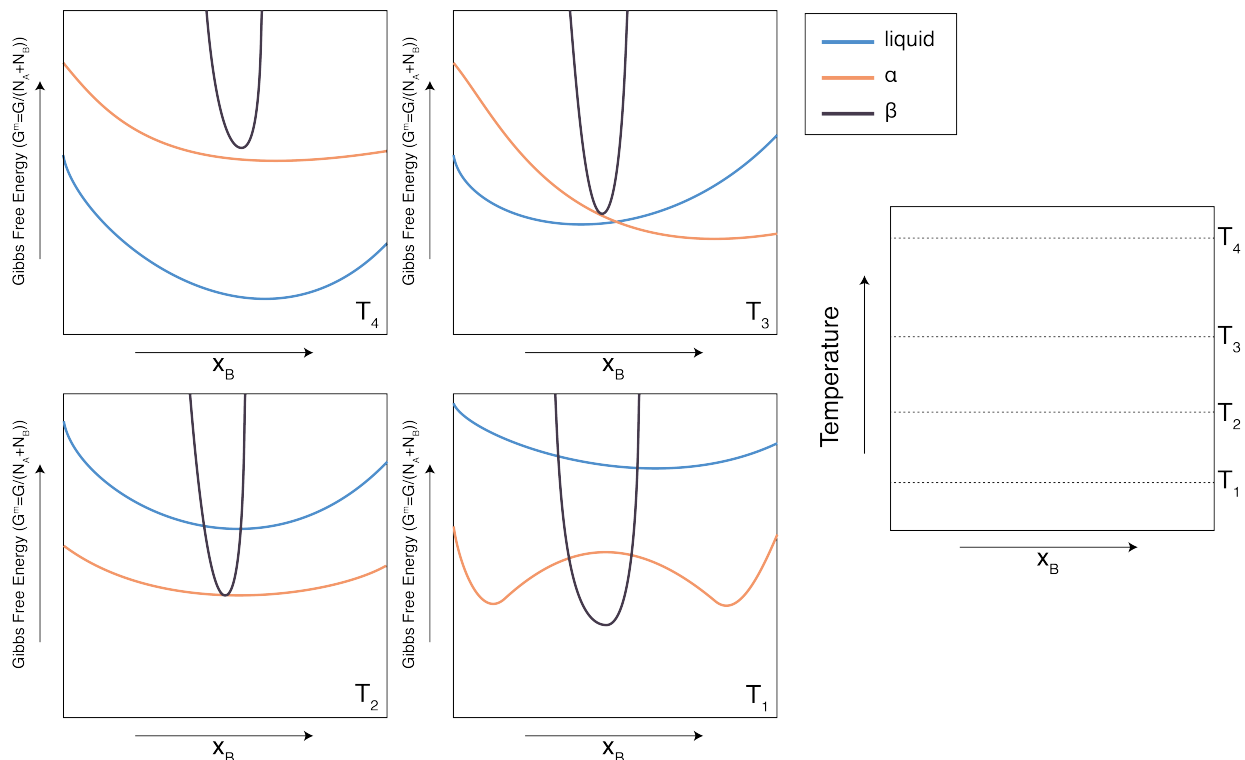 Gibbs Free Energy (Gᵐ=G/(N_A+N_B))
T₄
x_B
Gibbs Free Energy (Gᵐ=G/(N_A+N_B))
T₃
x_B
liquid
α
β
Gibbs Free Energy (Gᵐ=G/(N_A+N_B))
T₂
x_B
Gibbs Free Energy (Gᵐ=G/(N_A+N_B))
T₁
x_B
Temperature
T₄
T₃
T₂
T₁
x_B